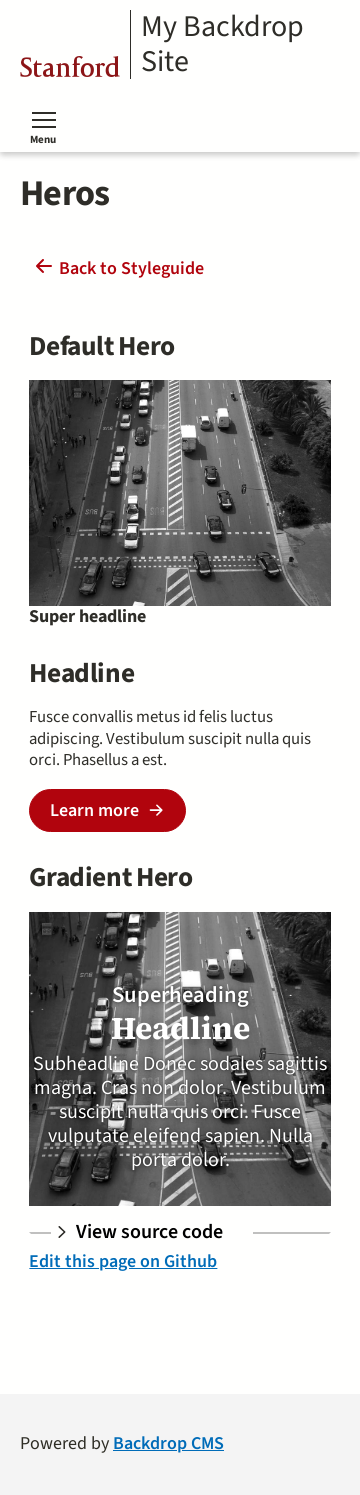 Stanford
My Backdrop
Site
Menu
Heros
Back to Styleguide
Default Hero
Super headline
Headline
Fusce convallis metus id felis luctus
adipiscing. Vestibulum suscipit nulla quis
orci. Phasellus a est.
Learn more
Gradient Hero
Superheading
Headline
Subheadline Donec sodales sagittis
magna. Cras non dolor. Vestibulum
suscipit nulla quis orci. Fusce
vulputate eleifend sapien. Nulla
porta dolor.
View source code
Edit this page on Github
Powered by Backdrop CMS